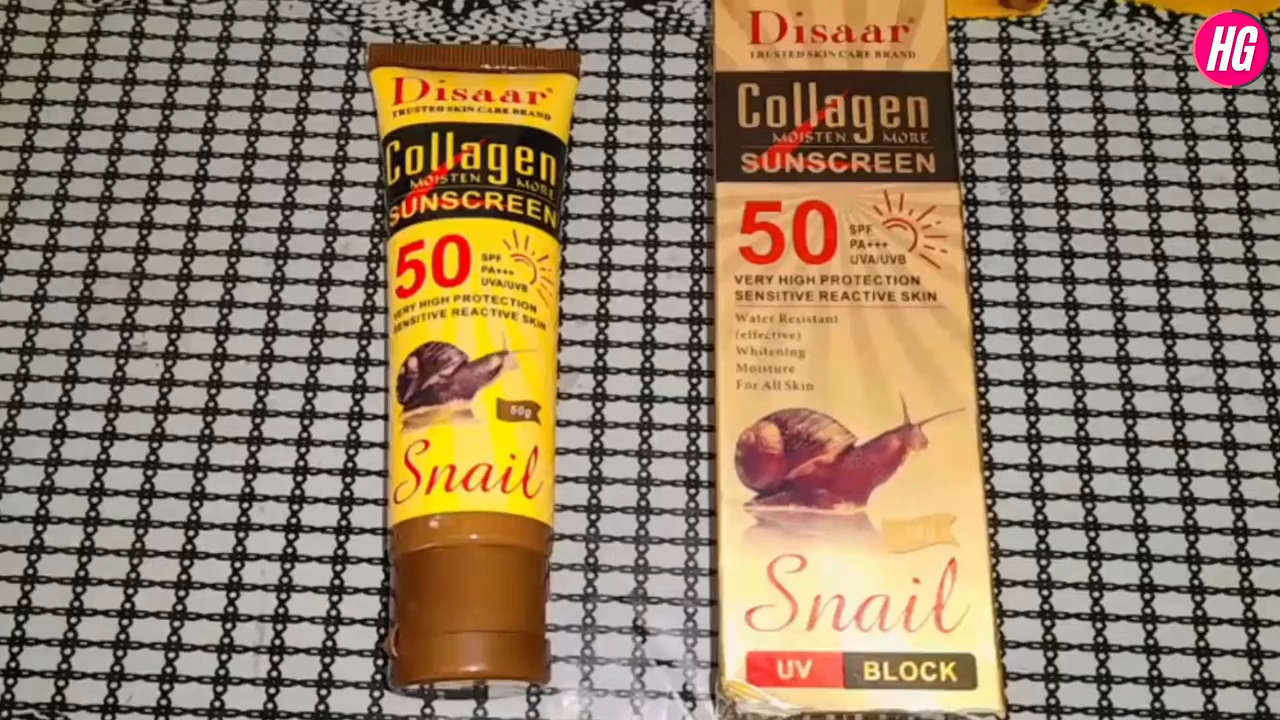 Disaar
TRUSTED SKIN CARE BRAND
Collagen
MOISTEN MORE
SUNSCREEN
50
SPF
PA+++
UVA/UVB
VERY HIGH PROTECTION
SENSITIVE REACTIVE SKIN
50g
Snail
Disaar
TRUSTED SKIN CARE BRAND
Collagen
MOISTEN MORE
SUNSCREEN
50
SPF
PA+++
UVA/UVB
VERY HIGH PROTECTION
SENSITIVE REACTIVE SKIN
Water Resistant
(effective)
Whitening
Moisture
For All Skin
Snail
UV BLOCK
HG